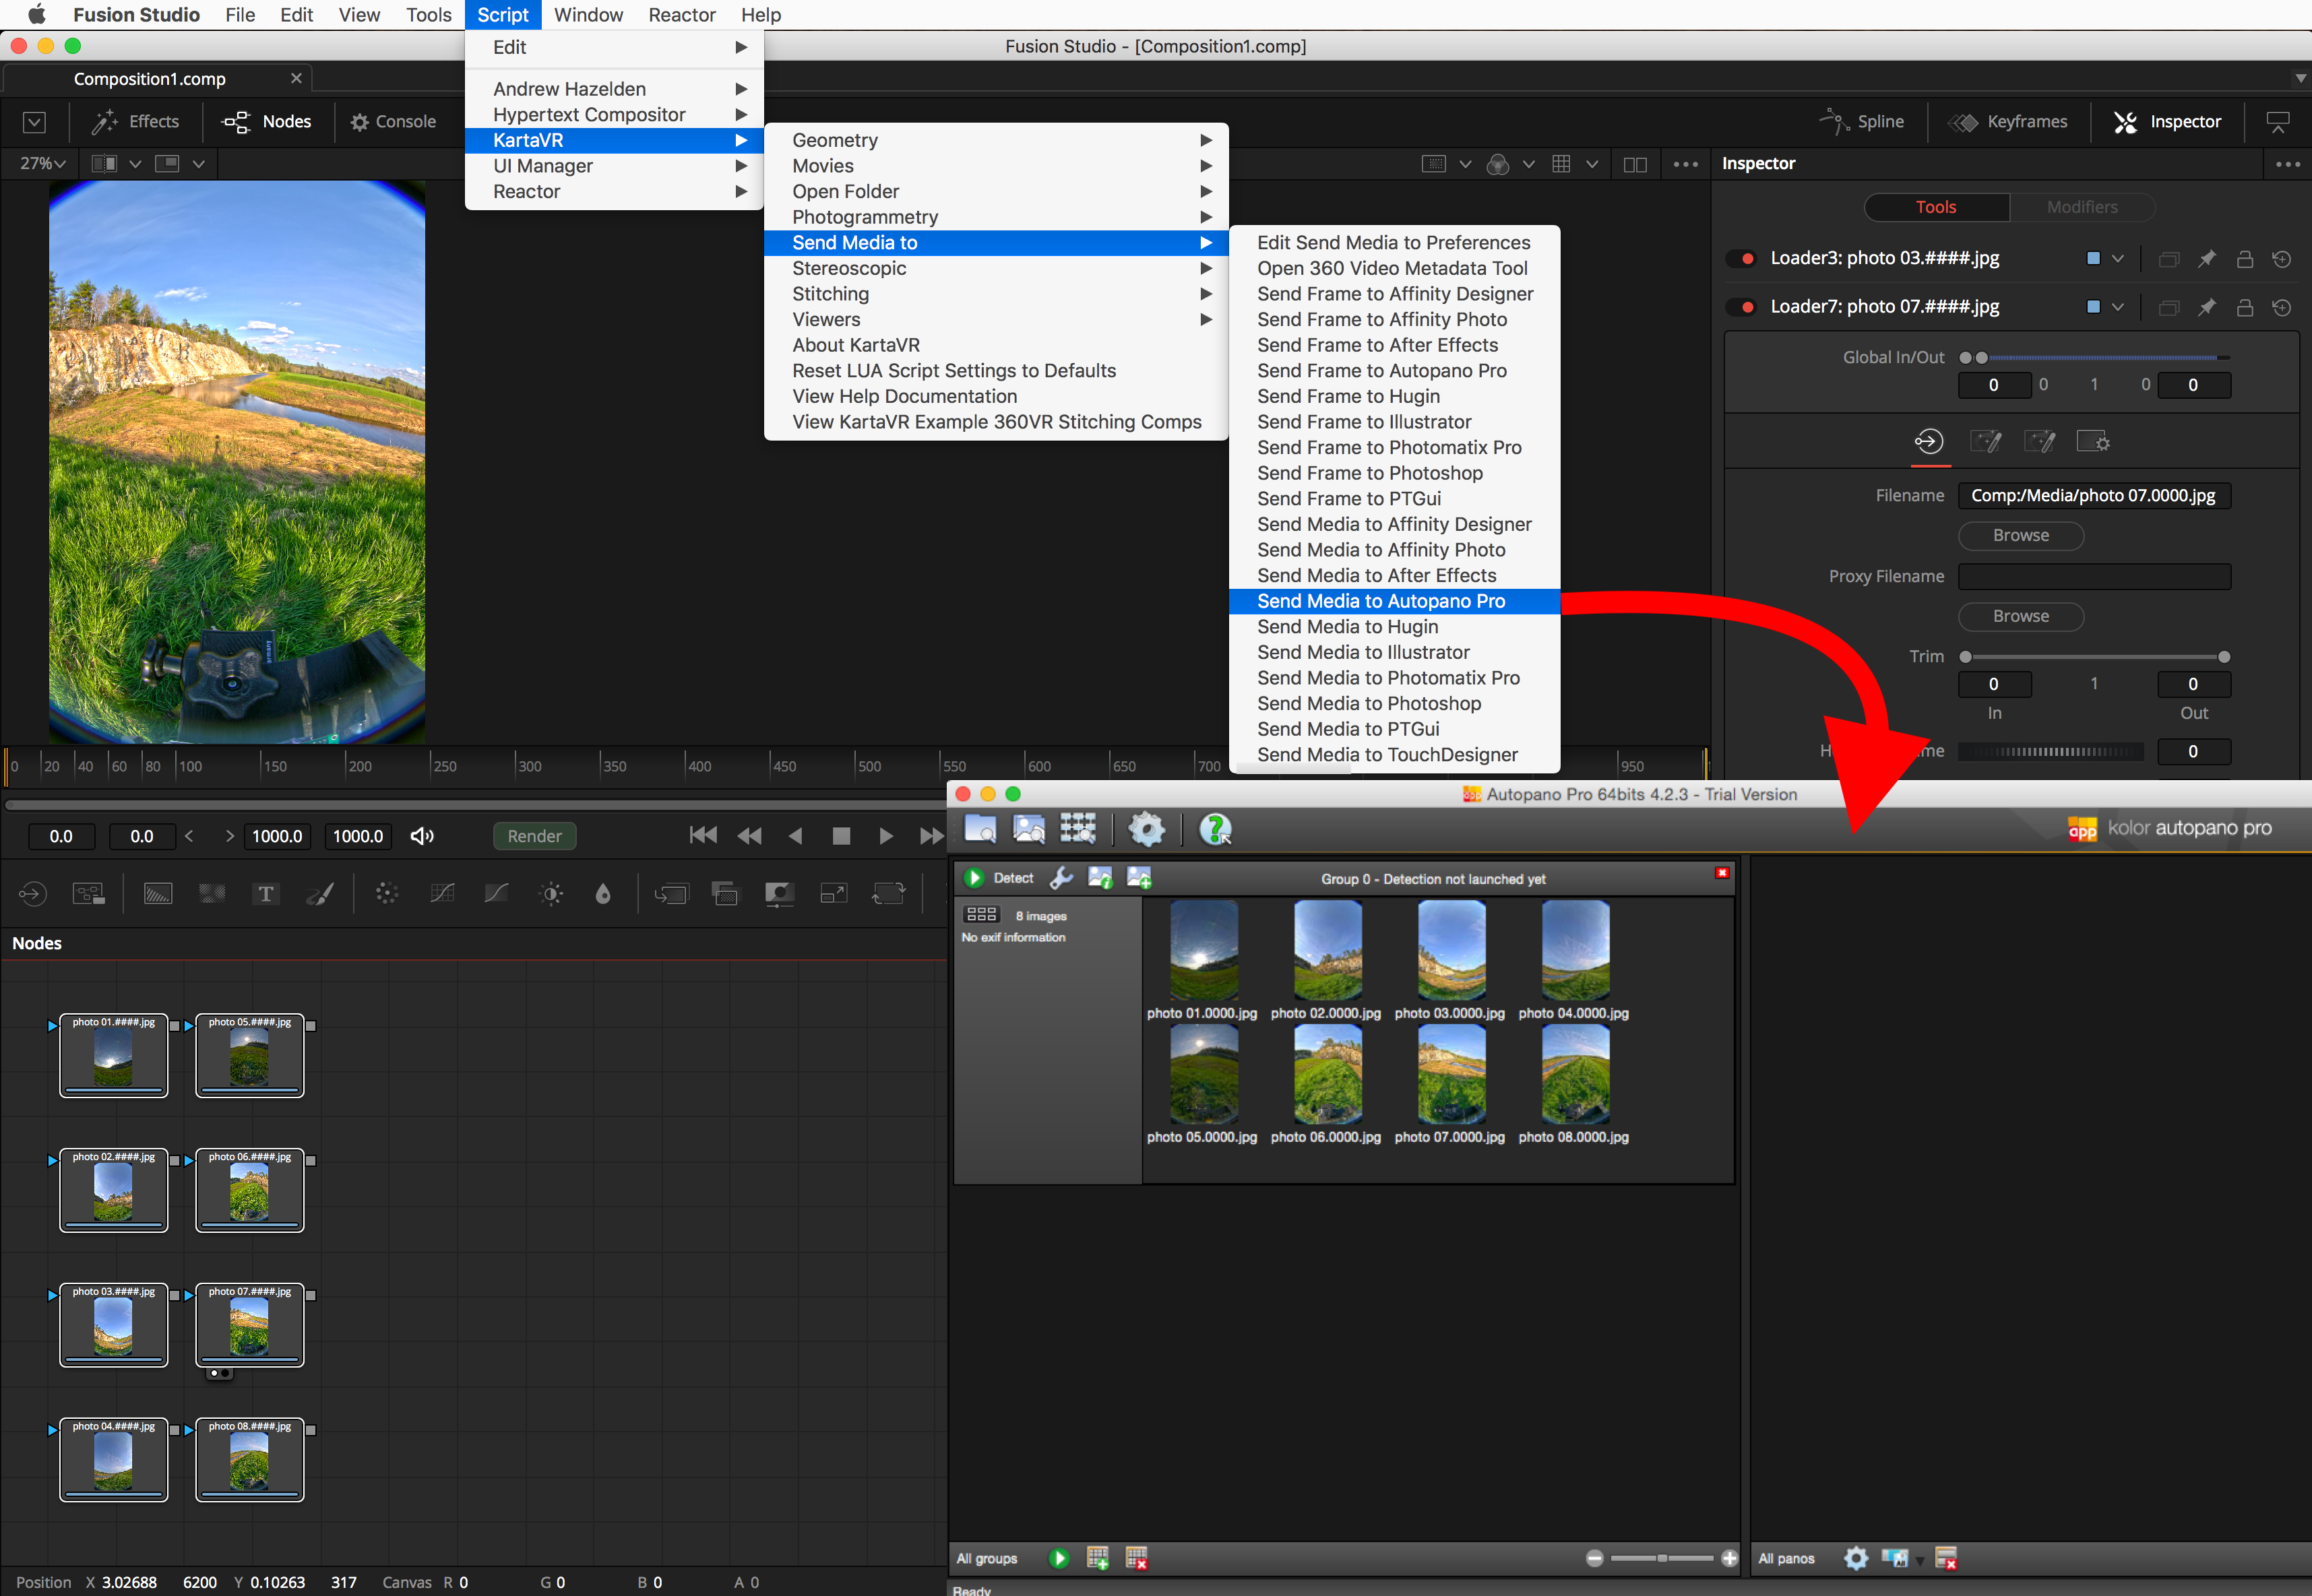 Fusion Studio File Edit View Tools Script Window Reactor Help
Fusion Studio - [Composition1.comp]
Composition1.comp
Effects Nodes Console
Spline Keyframes Inspector
27%
Edit
Andrew Hazelden
Hypertext Compositor
KartaVR
UI Manager
Reactor
Geometry
Movies
Open Folder
Photogrammetry
Send Media to
Stereoscopic
Stitching
Viewers
About KartaVR
Reset LUA Script Settings to Defaults
View Help Documentation
View KartaVR Example 360VR Stitching Comps
Edit Send Media to Preferences
Open 360 Video Metadata Tool
Send Frame to Affinity Designer
Send Frame to Affinity Photo
Send Frame to After Effects
Send Frame to Autopano Pro
Send Frame to Hugin
Send Frame to Illustrator
Send Frame to Photomatix Pro
Send Frame to Photoshop
Send Frame to PTGui
Send Media to Affinity Designer
Send Media to Affinity Photo
Send Media to After Effects
Send Media to Autopano Pro
Send Media to Hugin
Send Media to Illustrator
Send Media to Photomatix Pro
Send Media to Photoshop
Send Media to PTGui
Send Media to TouchDesigner
Inspector
Tools Modifiers
Loader3: photo 03.####.jpg
Loader7: photo 07.####.jpg
Global In/Out
0 0 1 0 0
Filename Comp:/Media/photo 07.0000.jpg
Browse
Proxy Filename
Browse
Trim
0 1 0
In Out
0
0 20 40 60 80 100 150 200 250 300 350 400 450 500 550 600 650 700 950
0.0 0.0 < > 1000.0 1000.0 Render
T
Nodes
photo 01.####.jpg photo 05.####.jpg
photo 02.####.jpg photo 06.####.jpg
photo 03.####.jpg photo 07.####.jpg
photo 04.####.jpg photo 08.####.jpg
Position X 3.02688 6200 Y 0.10263 317 Canvas R 0 G 0 B 0 A 0
Autopano Pro 64bits 4.2.3 - Trial Version
app kolor autopano pro
Detect Group 0 - Detection not launched yet
8 images
No exif information
photo 01.0000.jpg photo 02.0000.jpg photo 03.0000.jpg photo 04.0000.jpg
photo 05.0000.jpg photo 06.0000.jpg photo 07.0000.jpg photo 08.0000.jpg
All groups
All panos
Ready